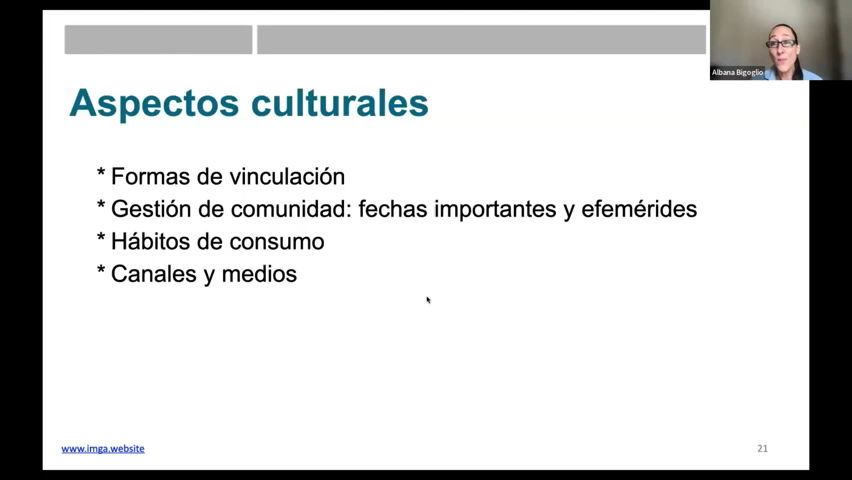 Albana Bigoglio
Aspectos culturales
* Formas de vinculación
* Gestión de comunidad: fechas importantes y efemérides
* Hábitos de consumo
* Canales y medios
www.imga.website
21